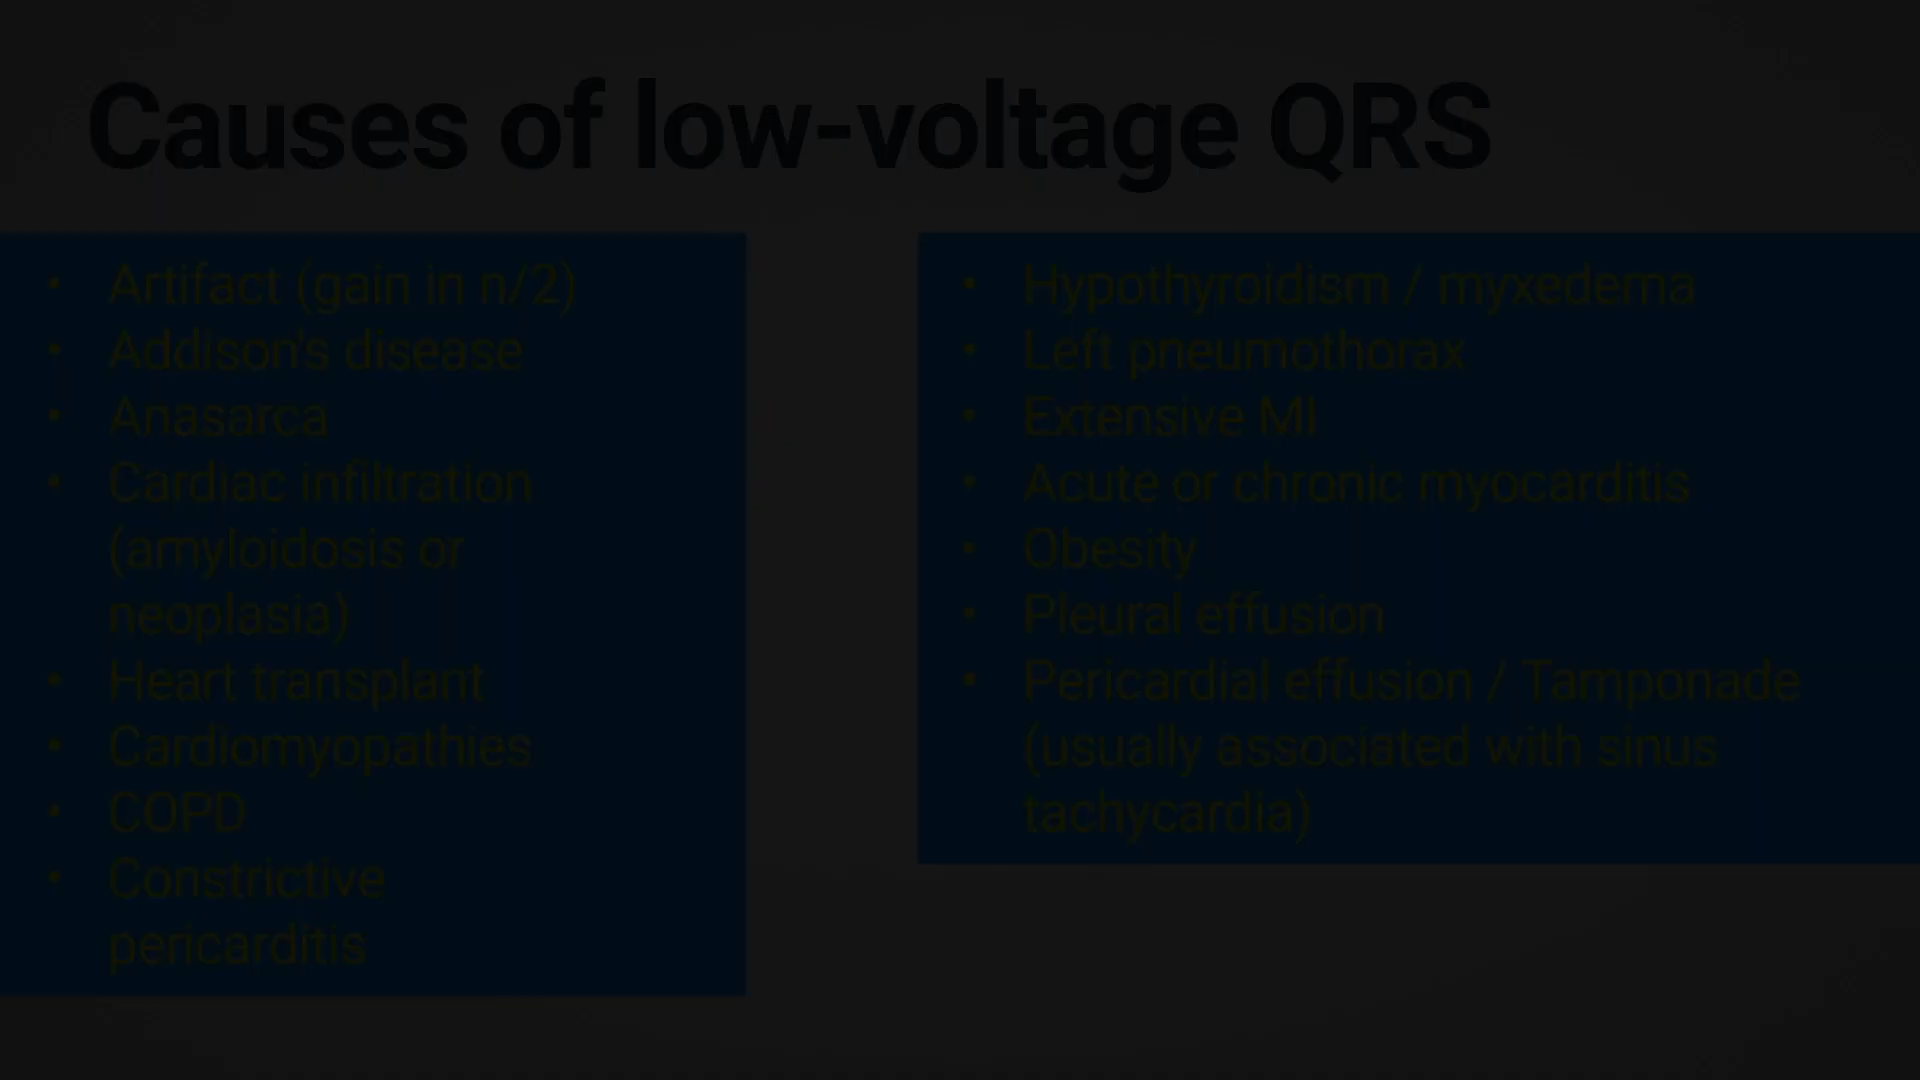 Causes of low-voltage QRS
• Artifact (gain in n/2)
• Addison's disease
• Anasarca
• Cardiac infiltration
(amyloidosis or
neoplasia)
• Heart transplant
• Cardiomyopathies
• COPD
• Constrictive
pericarditis
• Hypothyroidism / myxedema
• Left pneumothorax
• Extensive MI
• Acute or chronic myocarditis
• Obesity
• Pleural effusion
• Pericardial effusion / Tamponade
(usually associated with sinus
tachycardia)